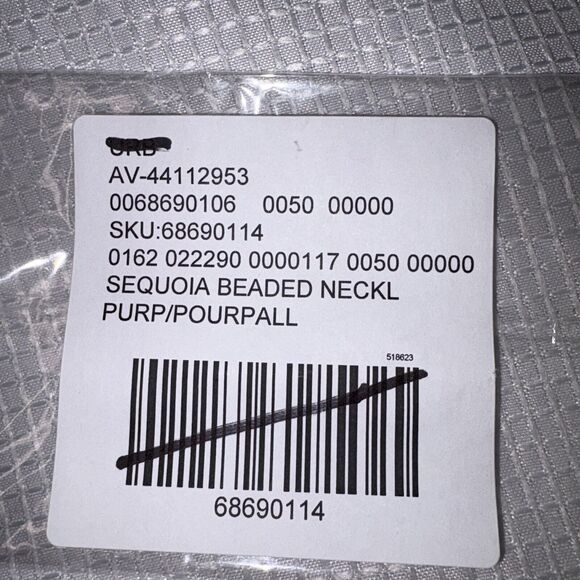 URB
AV-44112953
0068690106 0050 00000
SKU:68690114
0162 022290 0000117 0050 00000
SEQUOIA BEADED NECKL
PURP/POURPALL
518623
68690114